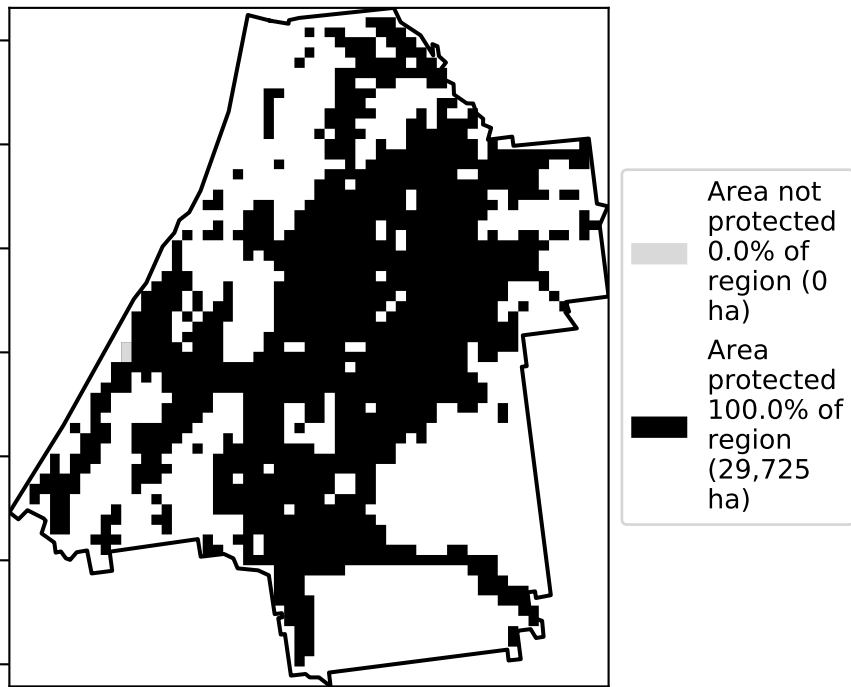 Area not
protected
0.0% of
region (0
ha)
Area
protected
100.0% of
region
(29,725
ha)